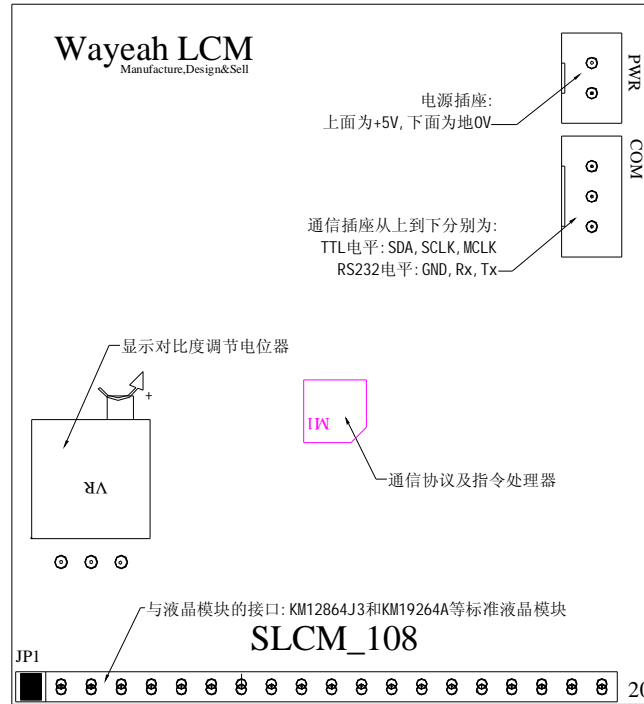 Wayeah LCM
Manufacture,Design&Sell
PWR
电源插座:
上面为+5V,下面为地0V
COM
通信插座从上到下分别为:
TTL电平:SDA,SCLK,MCLK
RS232电平:GND,Rx,Tx
显示对比度调节电位器
+
M1
VR
通信协议及指令处理器
与液晶模块的接口:KM12864J3和KM19264A等标准液晶模块
SLCM_108
JP1
20